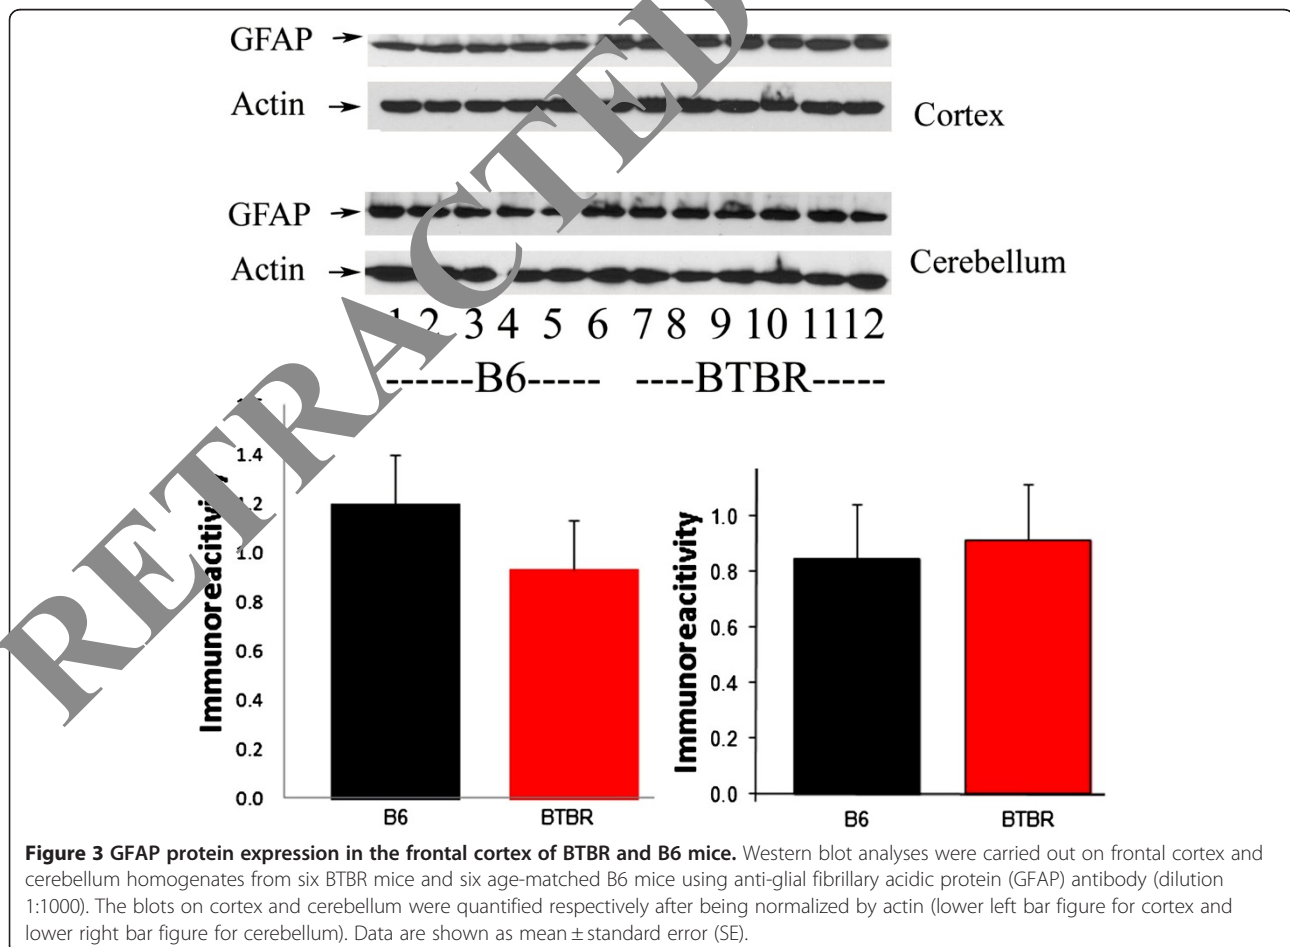 GFAP
Actin
Cortex
GFAP
Actin
Cerebellum
1 2 3 4 5 6 7 8 9 10 11 12
------B6----- ----BTBR-----
RETRACTED
Immunoreacitivity
1.4
1.2
1.0
0.8
0.6
0.4
0.2
0.0
B6 BTBR
Immunoreacitivity
1.0
0.8
0.6
0.4
0.2
0.0
B6 BTBR
Figure 3 GFAP protein expression in the frontal cortex of BTBR and B6 mice. Western blot analyses were carried out on frontal cortex and
cerebellum homogenates from six BTBR mice and six age-matched B6 mice using anti-glial fibrillary acidic protein (GFAP) antibody (dilution
1:1000). The blots on cortex and cerebellum were quantified respectively after being normalized by actin (lower left bar figure for cortex and
lower right bar figure for cerebellum). Data are shown as mean ± standard error (SE).